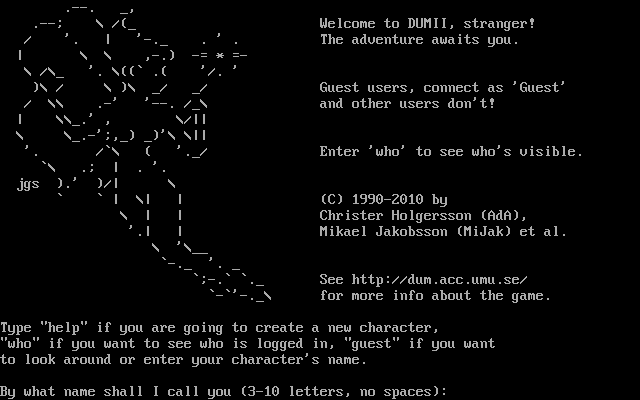 Welcome to DUMII, stranger!
The adventure awaits you.
Guest users, connect as 'Guest'
and other users don't!
Enter 'who' to see who's visible.
jgs
(C) 1990-2010 by
Christer Holgersson (AdA),
Mikael Jakobsson (MiJak) et al.
See http://dum.acc.umu.se/
for more info about the game.
Type "help" if you are going to create a new character,
"who" if you want to see who is logged in, "guest" if you want
to look around or enter your character's name.
By what name shall I call you (3-10 letters, no spaces):